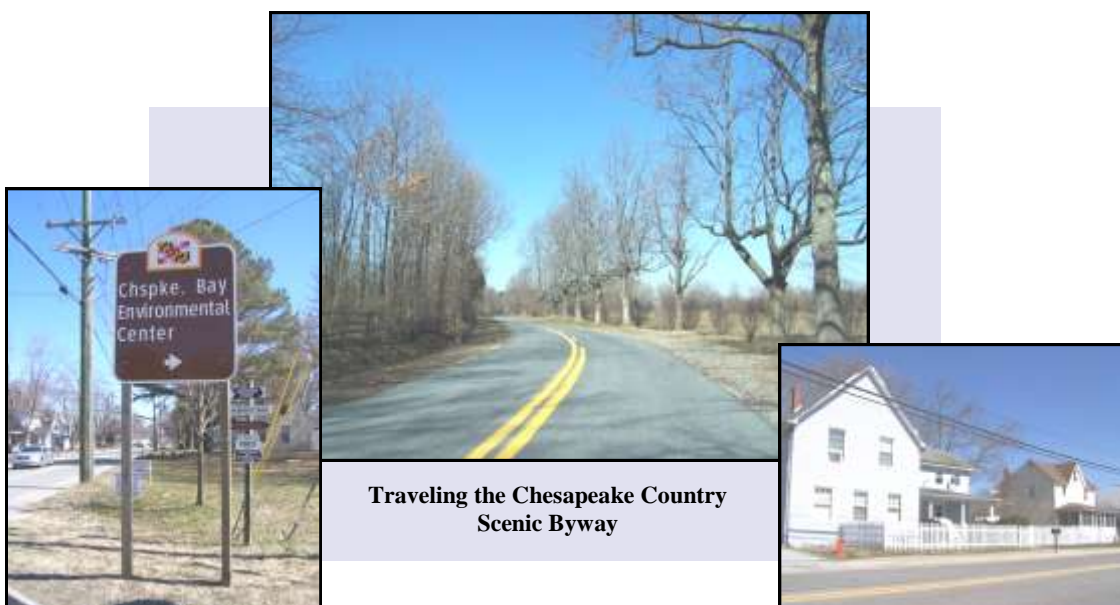 Chspke. Bay
Environmental
Center
Traveling the Chesapeake Country
Scenic Byway